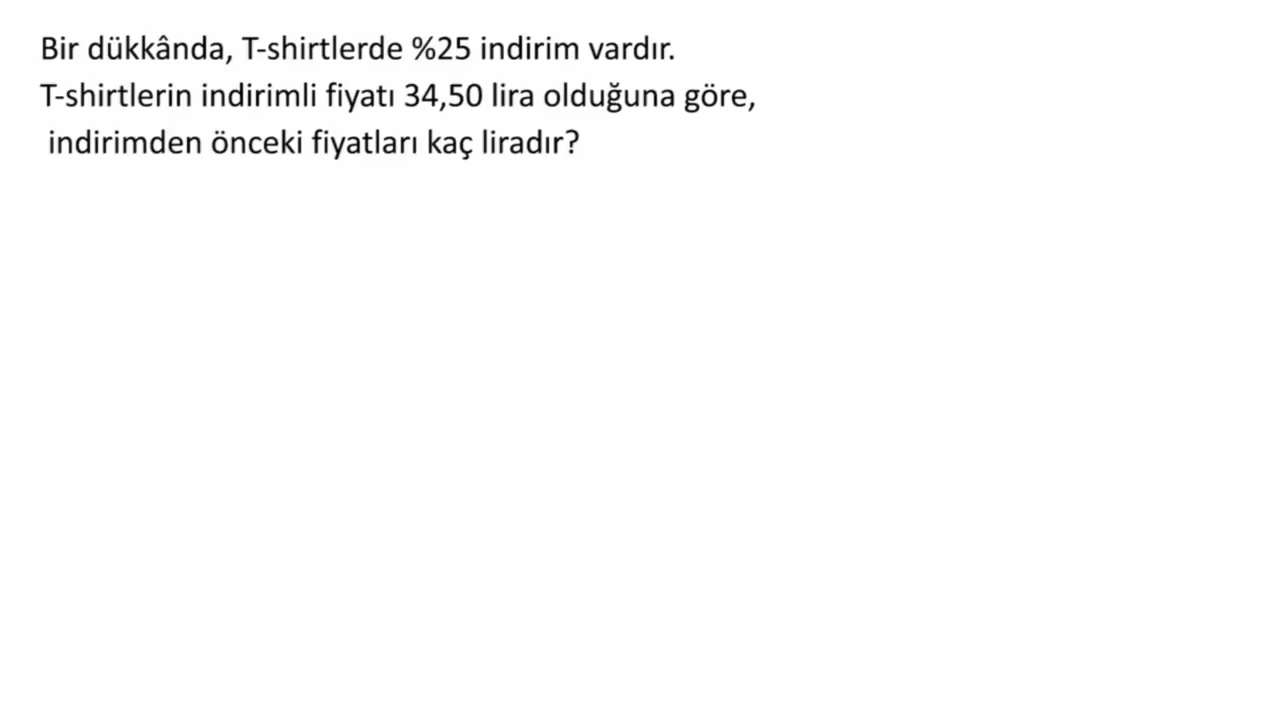 Bir dükkânda, T-shirtlerde %25 indirim vardır.
T-shirtlerin indirimli fiyatı 34,50 lira olduğuna göre,
indirimden önceki fiyatları kaç liradır?